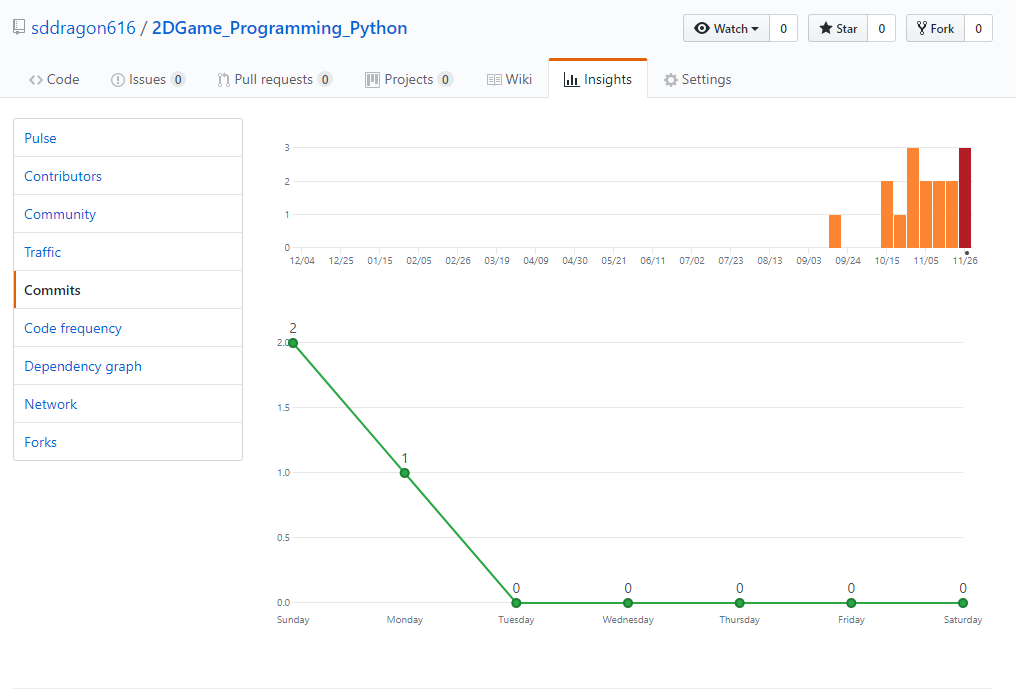 sddragon616 / 2DGame_Programming_Python
Watch 0 Star 0 Fork 0
Code Issues 0 Pull requests 0 Projects 0 Wiki Insights Settings
Pulse
Contributors
Community
Traffic
Commits
Code frequency
Dependency graph
Network
Forks
3
2
1
0
12/04 12/25 01/15 02/05 02/26 03/19 04/09 04/30 05/21 06/11 07/02 07/23 08/13 09/03 09/24 10/15 11/05 11/26
2
2.0
1.5
1
1.0
0.5
0 0 0 0 0
0.0
Sunday Monday Tuesday Wednesday Thursday Friday Saturday